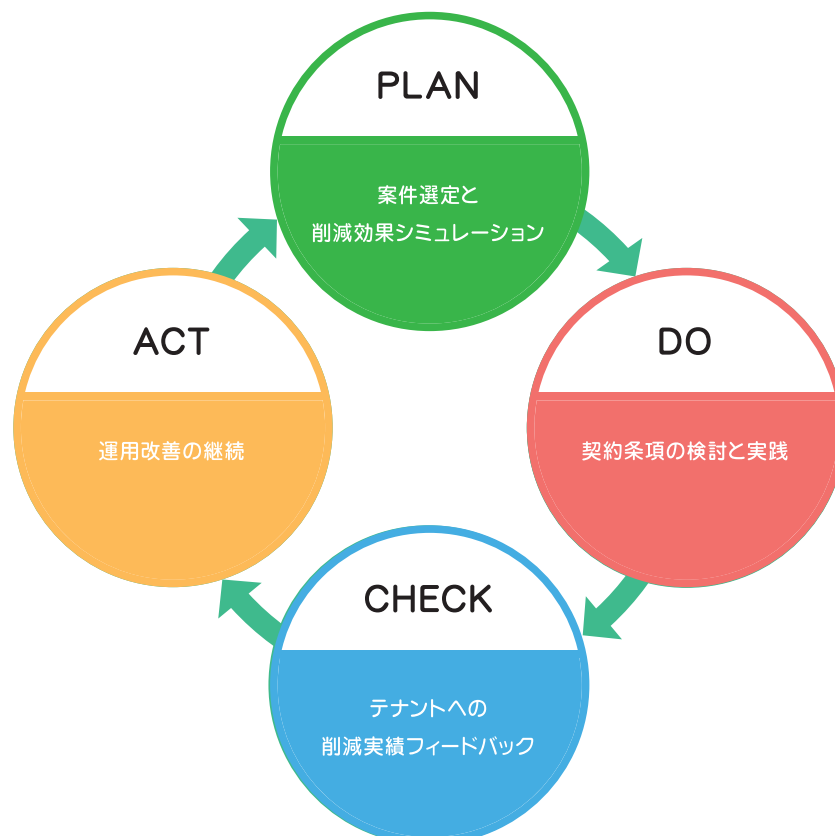 PLAN
案件選定と
削減効果シミュレーション
ACT
運用改善の継続
DO
契約条項の検討と実践
CHECK
テナントへの
削減実績フィードバック